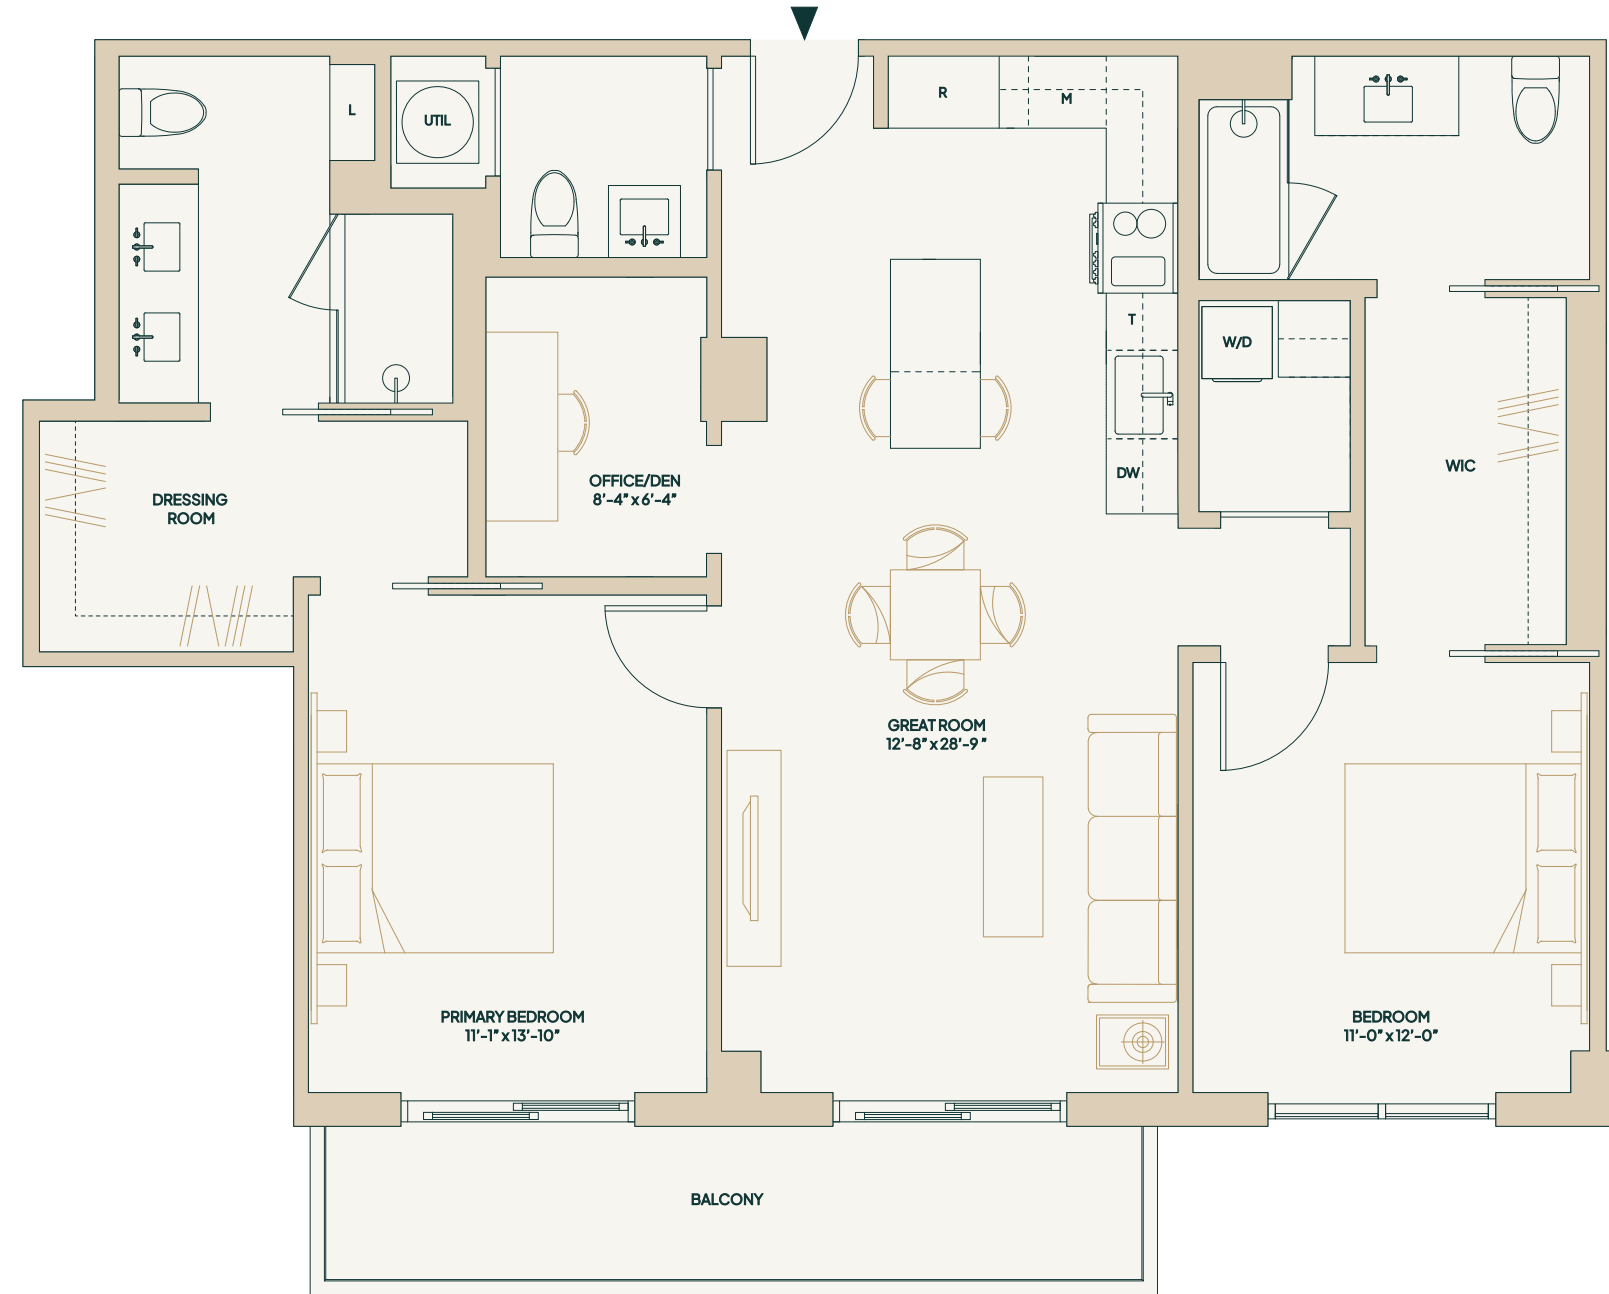 R
M
L
UTIL
T
W/D
WIC
DW
OFFICE/DEN
8'-4" x 6'-4"
DRESSING
ROOM
GREAT ROOM
12'-8" x 28'-9"
PRIMARY BEDROOM
11'-1" x 13'-10"
BEDROOM
11'-0" x 12'-0"
BALCONY